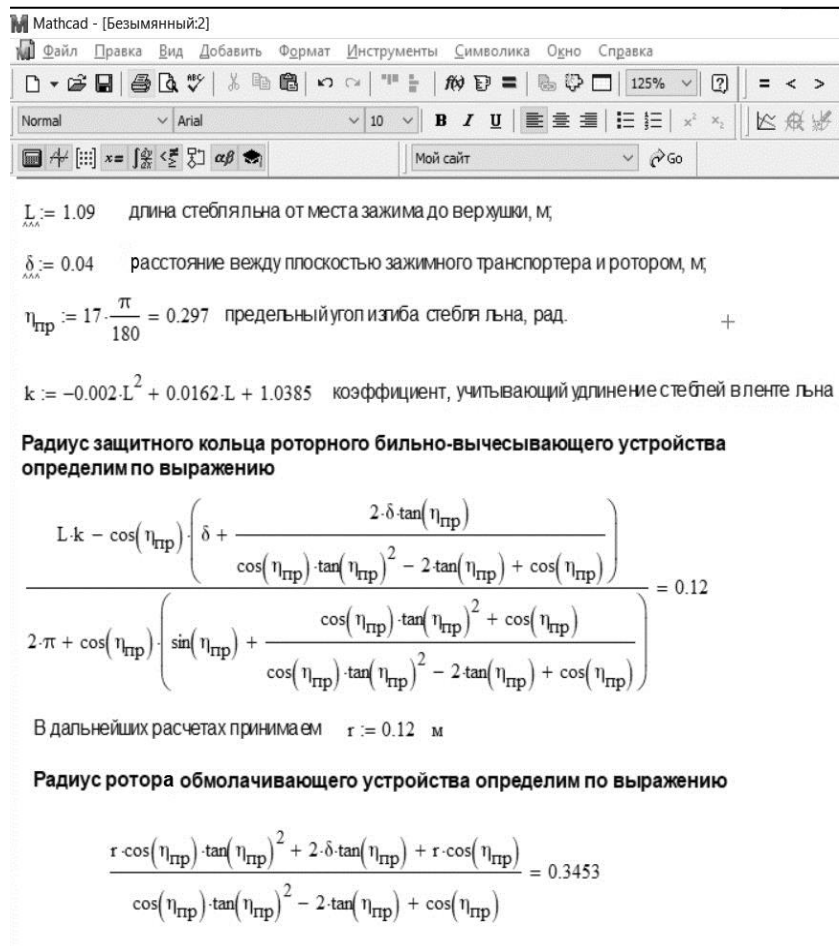 Mathcad - [Безымянный:2]
Файл Правка Вид Добавить Формат Инструменты Символика Окно Справка
125%
Normal Arial 10 B I U
Мой сайт Go
L := 1.09 длина стебля льна от места зажима до верхушки, м;
δ := 0.04 расстояние вежду плоскостью зажимного транспортера и ротором, м;
η_пр := 17·π/180 = 0.297 предельный угол изгиба стебля льна, рад.
k := −0.002·L^2 + 0.0162·L + 1.0385 коэффициент, учитывающий удлинение стеблей в ленте льна
Радиус защитного кольца роторного бильно-вычесывающего устройства
определим по выражению
(L·k − cos(η_пр)·(δ + (2·δ·tan(η_пр))/(cos(η_пр)·tan(η_пр)^2 − 2·tan(η_пр) + cos(η_пр))))/(2·π + cos(η_пр)·(sin(η_пр) + (cos(η_пр)·tan(η_пр)^2 + cos(η_пр))/(cos(η_пр)·tan(η_пр)^2 − 2·tan(η_пр) + cos(η_пр)))) = 0.12
В дальнейших расчетах принимаем r := 0.12 м
Радиус ротора обмолачивающего устройства определим по выражению
(r·cos(η_пр)·tan(η_пр)^2 + 2·δ·tan(η_пр) + r·cos(η_пр))/(cos(η_пр)·tan(η_пр)^2 − 2·tan(η_пр) + cos(η_пр)) = 0.3453